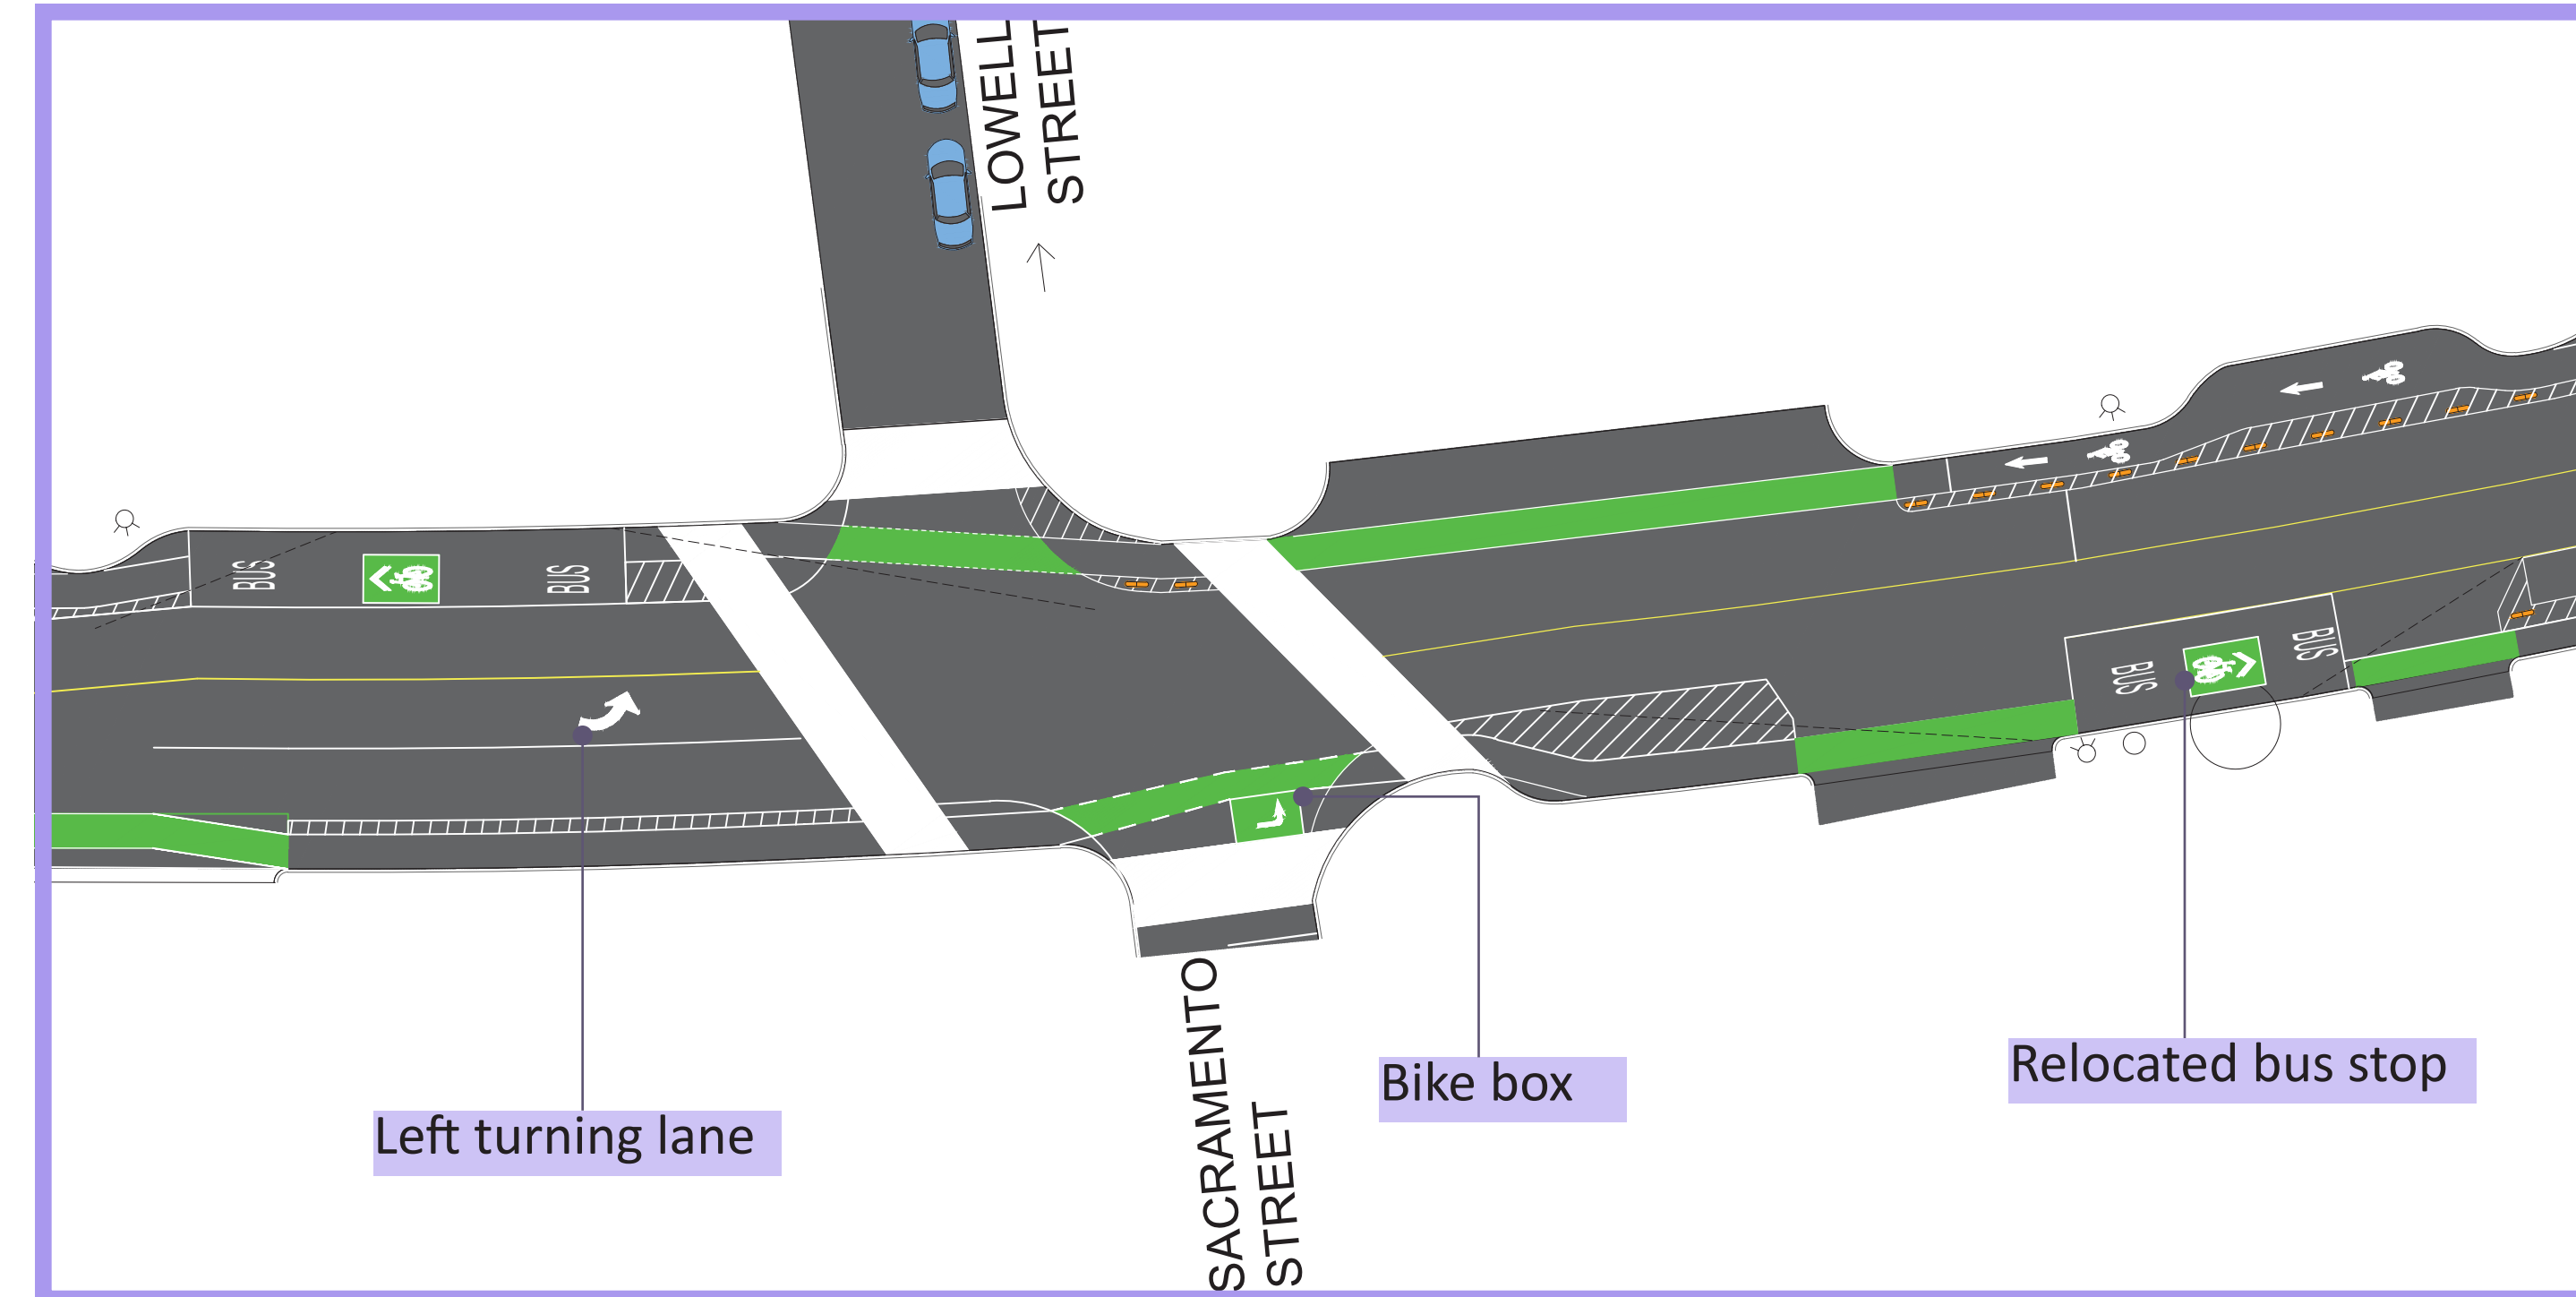 LOWELL
STREET
BUS
BUS
BUS
BUS
Left turning lane
SACRAMENTO
STREET
Bike box
Relocated bus stop